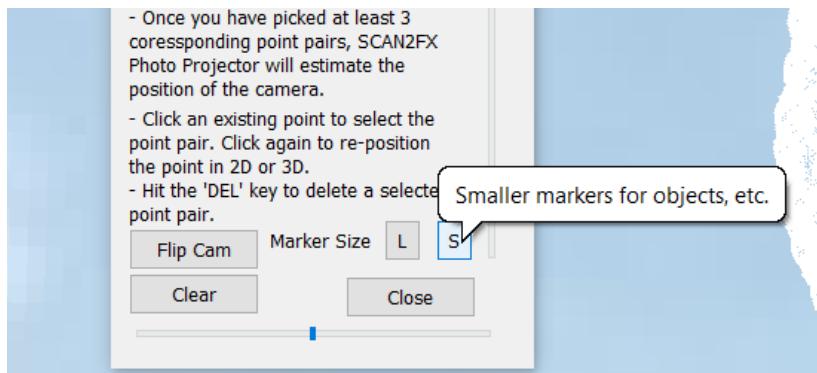 - Once you have picked at least 3
coressponding point pairs, SCAN2FX
Photo Projector will estimate the
position of the camera.
- Click an existing point to select the
point pair. Click again to re-position
the point in 2D or 3D.
- Hit the 'DEL' key to delete a selecte
point pair.
Smaller markers for objects, etc.
Flip Cam Marker Size L S
Clear Close